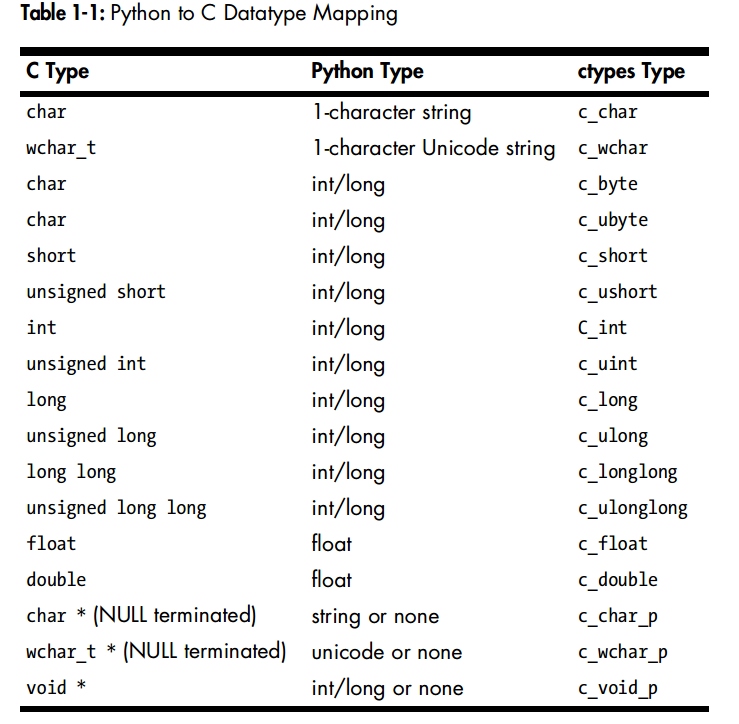 Table 1-1: Python to C Datatype Mapping
C Type Python Type ctypes Type
char 1-character string c_char
wchar_t 1-character Unicode string c_wchar
char int/long c_byte
char int/long c_ubyte
short int/long c_short
unsigned short int/long c_ushort
int int/long C_int
unsigned int int/long c_uint
long int/long c_long
unsigned long int/long c_ulong
long long int/long c_longlong
unsigned long long int/long c_ulonglong
float float c_float
double float c_double
char * (NULL terminated) string or none c_char_p
wchar_t * (NULL terminated) unicode or none c_wchar_p
void * int/long or none c_void_p